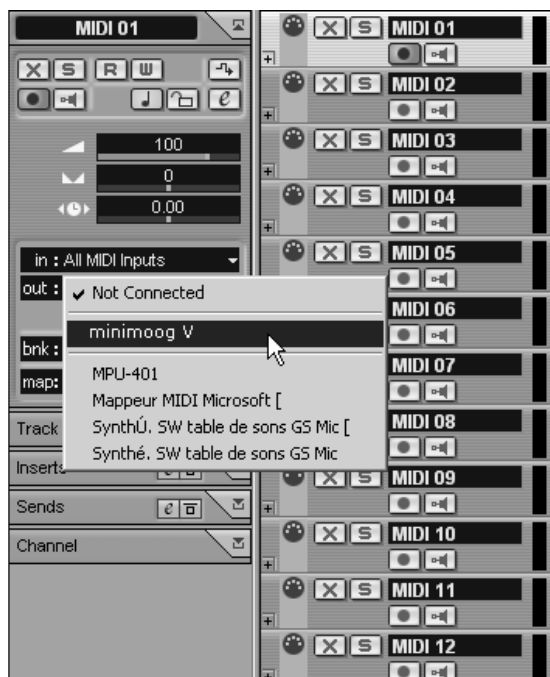 MIDI 01
X S R W
e
100
0
0.00
in : All MIDI Inputs
out :
Not Connected
minimoog V
MPU-401
Mappeur MIDI Microsoft [
SynthÚ. SW table de sons GS Mic [
Synthé. SW table de sons GS Mic
bnk :
map:
Track
Inserts
e
Sends
e
Channel
X S MIDI 01
X S MIDI 02
X S MIDI 03
X S MIDI 04
X S MIDI 05
MIDI 06
MIDI 07
MIDI 08
X S MIDI 09
X S MIDI 10
X S MIDI 11
X S MIDI 12